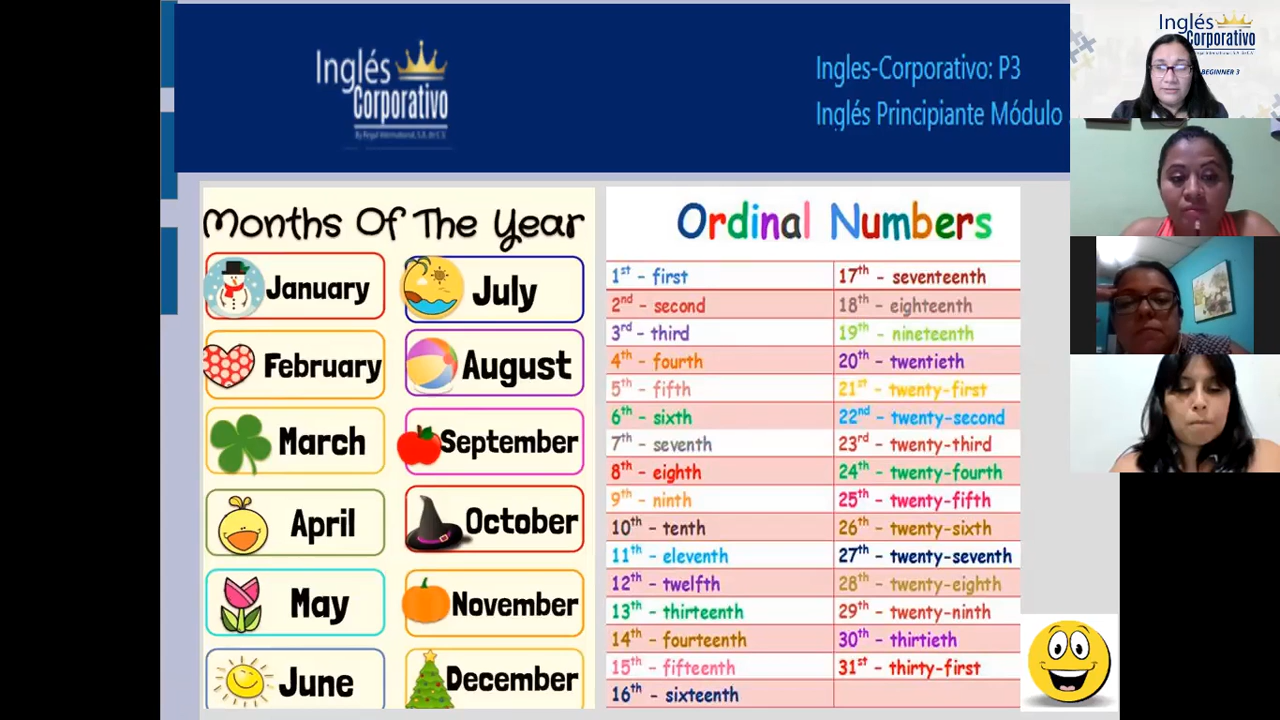 Inglés
Corporativo
By Regal International, S.A. de C.V.
Ingles-Corporativo: P3
Inglés Principiante Módulo
Inglés
Corporativo
BEGINNER 3
Months Of The Year
January
July
February
August
March
September
April
October
May
November
June
December
Ordinal Numbers
1st - first
17th - seventeenth
2nd - second
18th - eighteenth
3rd - third
19th - nineteenth
4th - fourth
20th - twentieth
5th - fifth
21st - twenty-first
6th - sixth
22nd - twenty-second
7th - seventh
23rd - twenty-third
8th - eighth
24th - twenty-fourth
9th - ninth
25th - twenty-fifth
10th - tenth
26th - twenty-sixth
11th - eleventh
27th - twenty-seventh
12th - twelfth
28th - twenty-eighth
13th - thirteenth
29th - twenty-ninth
14th - fourteenth
30th - thirtieth
15th - fifteenth
31st - thirty-first
16th - sixteenth